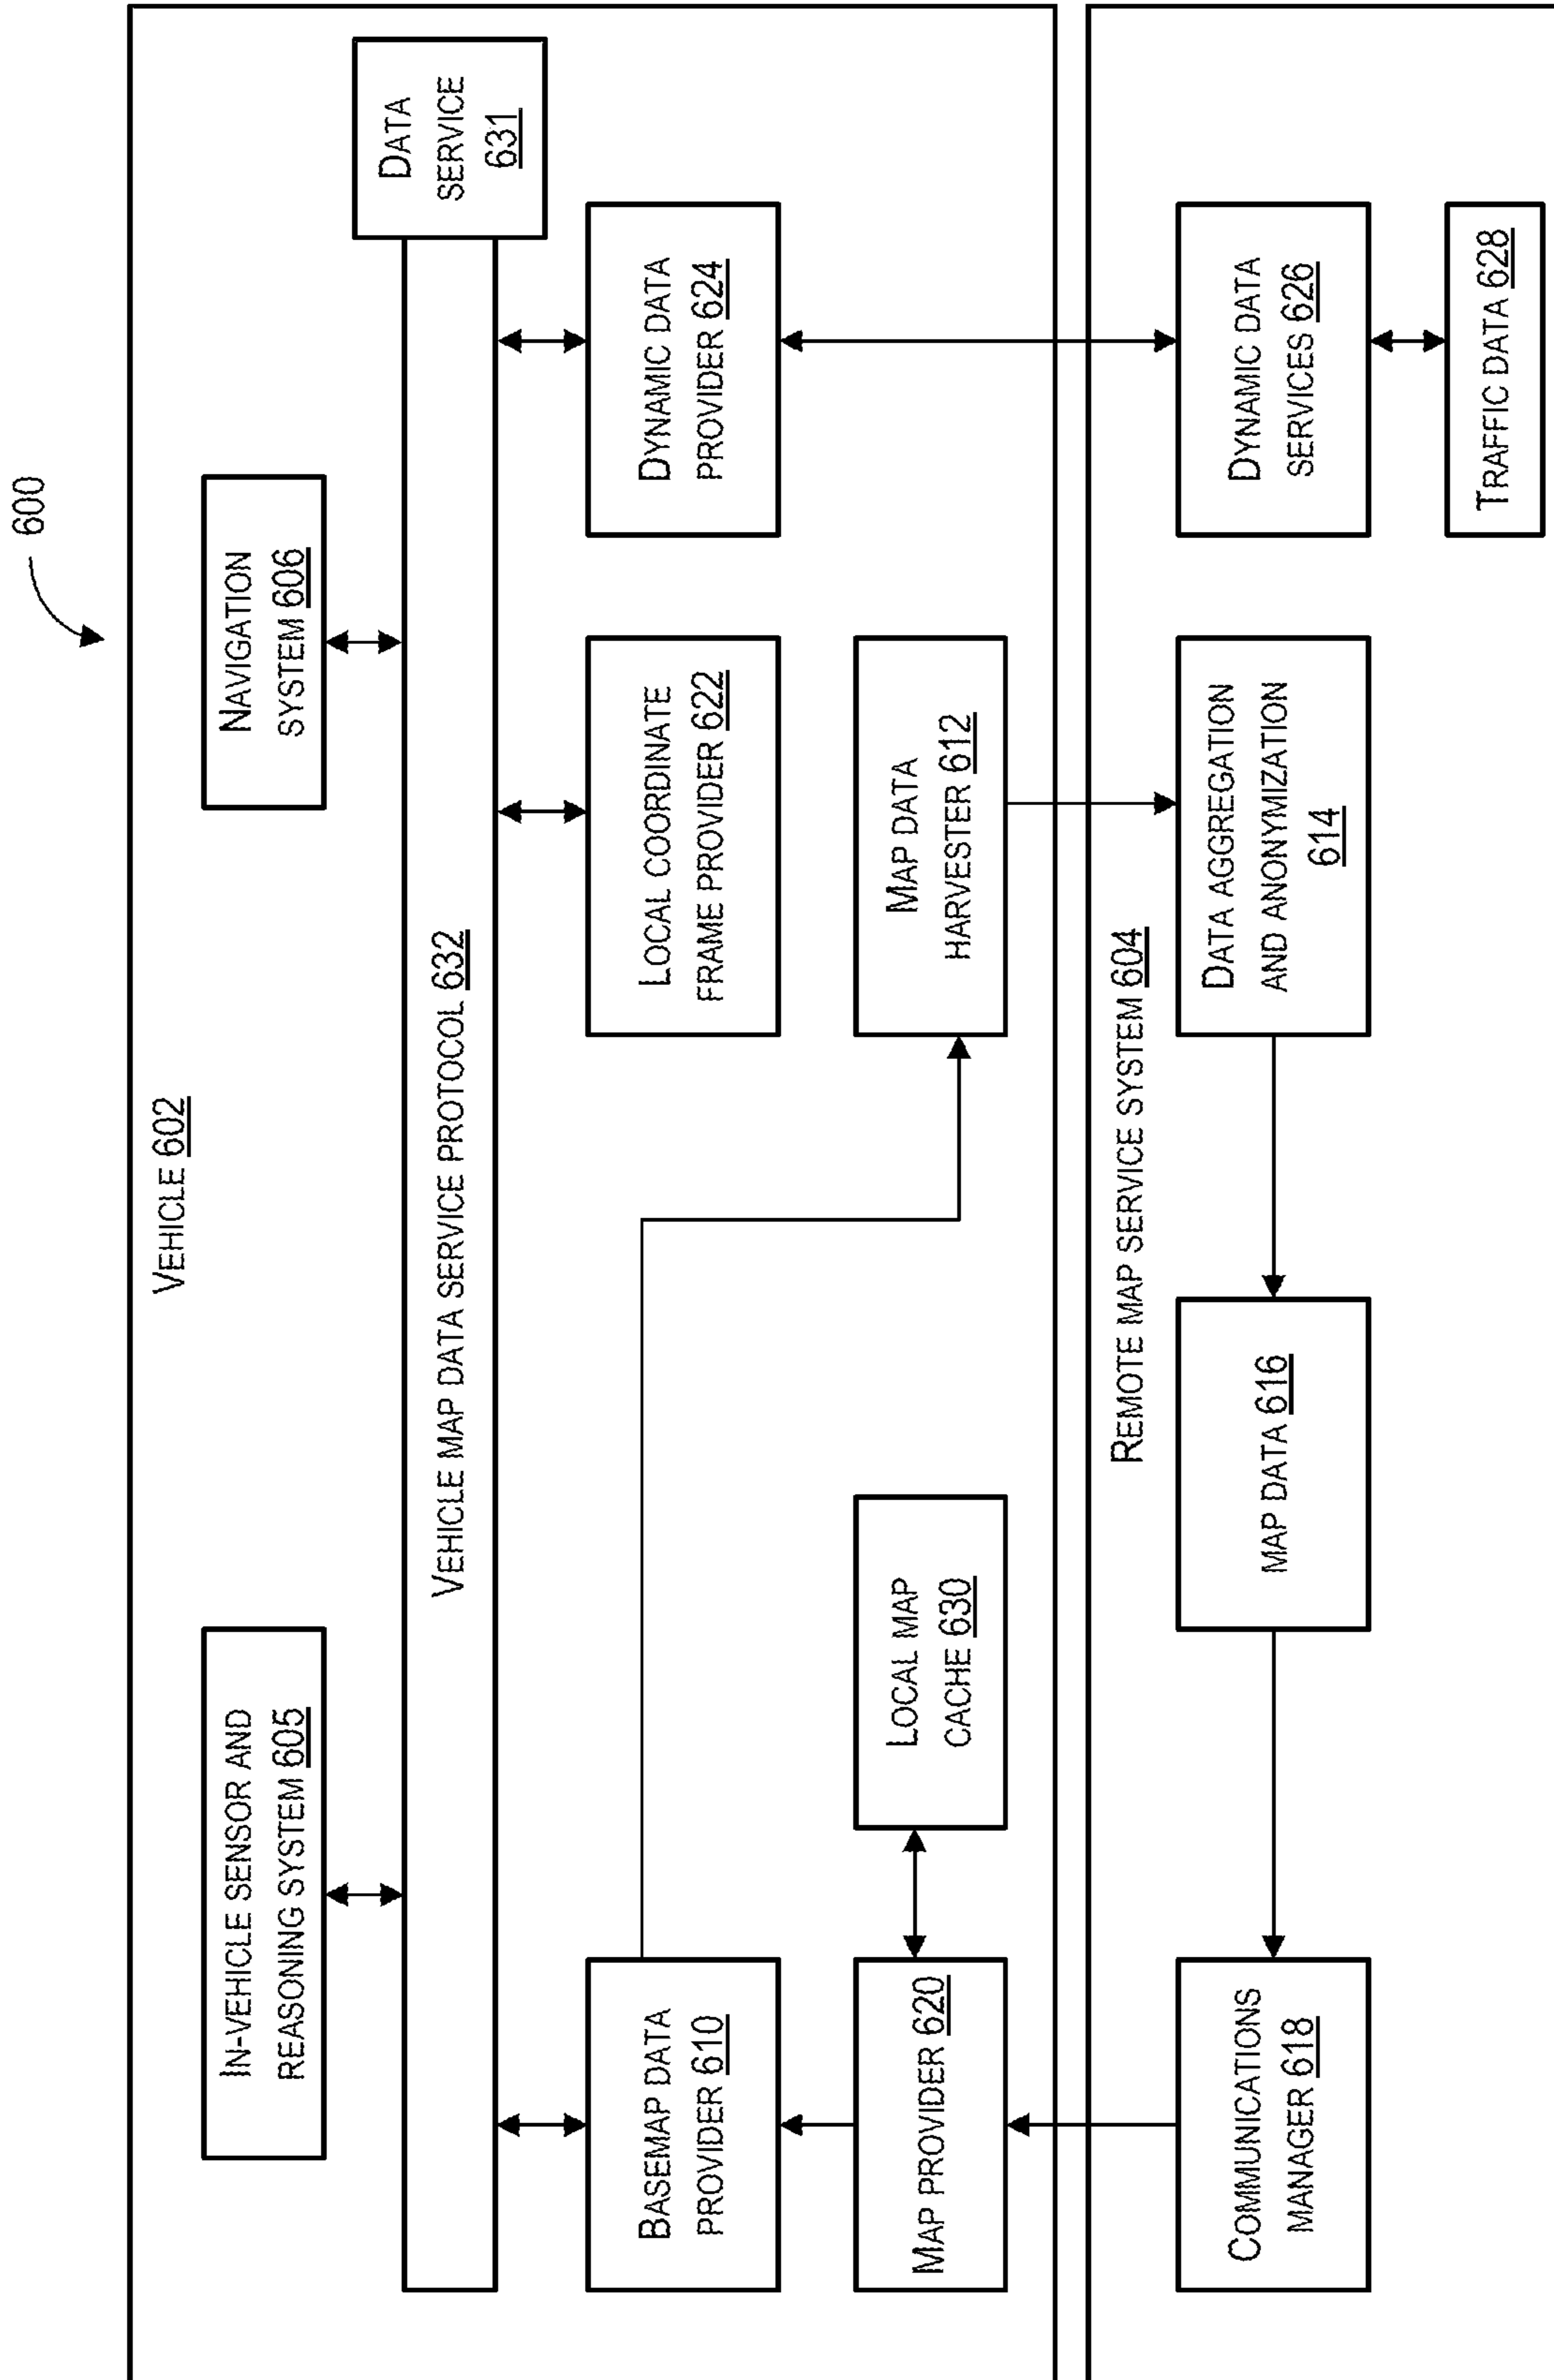 600
VEHICLE 602
IN-VEHICLE SENSOR AND
REASONING SYSTEM 605
NAVIGATION
SYSTEM 606
VEHICLE MAP DATA SERVICE PROTOCOL 632
DATA
SERVICE
631
BASEMAP DATA
PROVIDER 610
LOCAL COORDINATE
FRAME PROVIDER 622
DYNAMIC DATA
PROVIDER 624
MAP PROVIDER 620
LOCAL MAP
CACHE 630
MAP DATA
HARVESTER 612
REMOTE MAP SERVICE SYSTEM 604
COMMUNICATIONS
MANAGER 618
MAP DATA 616
DATA AGGREGATION
AND ANONYMIZATION
614
DYNAMIC DATA
SERVICES 626
TRAFFIC DATA 628